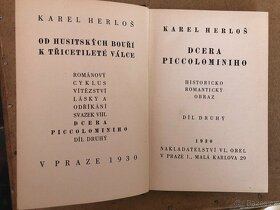 KAREL HERLOŠ
OD HUSITSKÝCH BOUŘÍ
K TŘICETILETÉ VÁLCE
ROMÁNOVÝ
CYKLUS
VÍTĚZSTVÍ
LÁSKY A
ODŘÍKÁNÍ
SVAZEK VIII.
DCERA
PICCOLOMINIHO
DÍL DRUHÝ
V PRAZE 1930
KAREL HERLOŠ
DCERA
PICCOLOMINIHO
HISTORICKO
ROMANTICKÝ
OBRAZ
DÍL DRUHÝ
1930
NAKLADATELSTVÍ VL. OREL
V PRAZE I., MALÁ KARLOVA 29